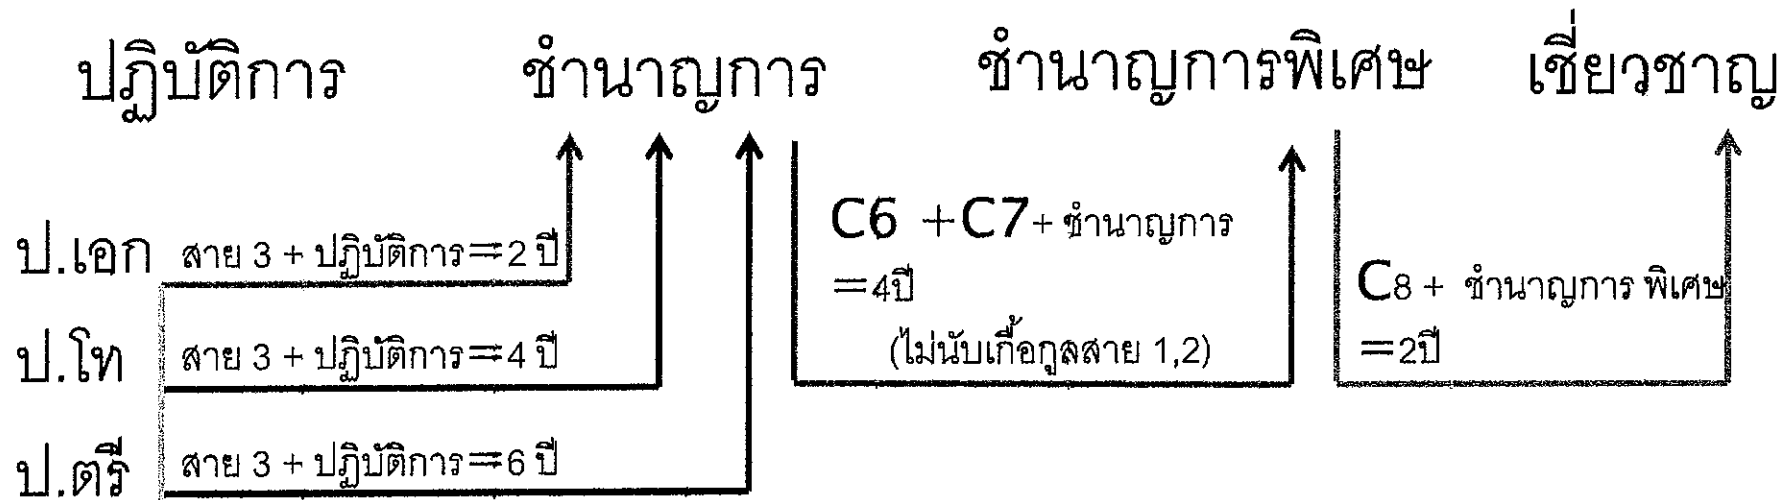 ปฏิบัติการ ชำนาญการ ชำนาญการพิเศษ เชี่ยวชาญ
ป.เอก สาย 3 + ปฏิบัติการ = 2 ปี
ป.โท สาย 3 + ปฏิบัติการ = 4 ปี
ป.ตรี สาย 3 + ปฏิบัติการ = 6 ปี
C6 + C7 + ชำนาญการ
= 4ปี
(ไม่นับเกื้อกูลสาย 1,2)
C8 + ชำนาญการ พิเศษ
= 2ปี